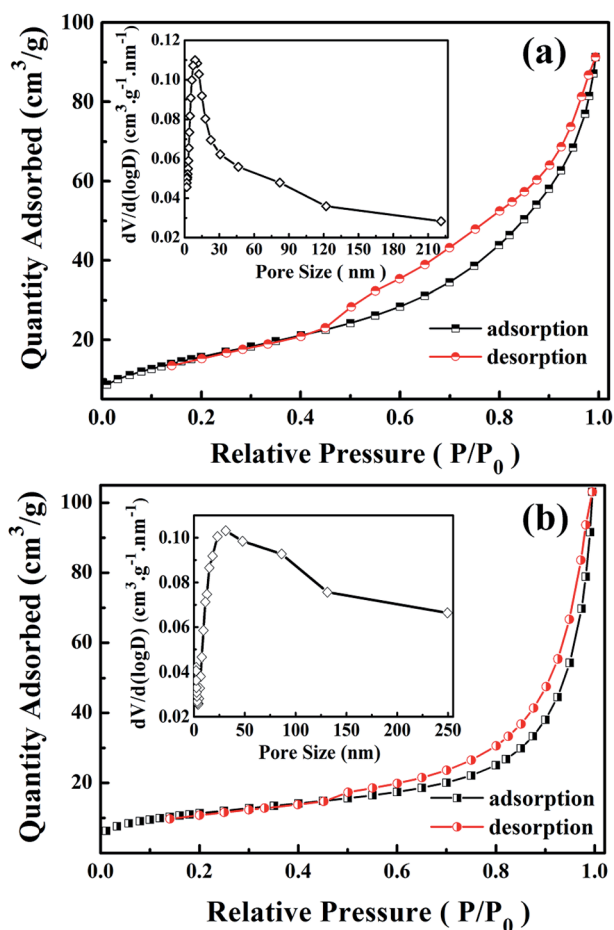 (a)
Quantity Adsorbed (cm³/g)
100
80
60
40
20
0.0 0.2 0.4 0.6 0.8 1.0
Relative Pressure ( P/P₀ )
adsorption
desorption
dV/d(logD) (cm³.g⁻¹.nm⁻¹)
0.12
0.10
0.08
0.06
0.04
0.02
0 30 60 90 120 150 180 210
Pore Size ( nm )
(b)
Quantity Adsorbed (cm³/g)
100
80
60
40
20
0.0 0.2 0.4 0.6 0.8 1.0
Relative Pressure ( P/P₀ )
adsorption
desorption
dV/d(logD) (cm³.g⁻¹.nm⁻¹)
0.10
0.08
0.06
0.04
0.02
0 50 100 150 200 250
Pore Size (nm)